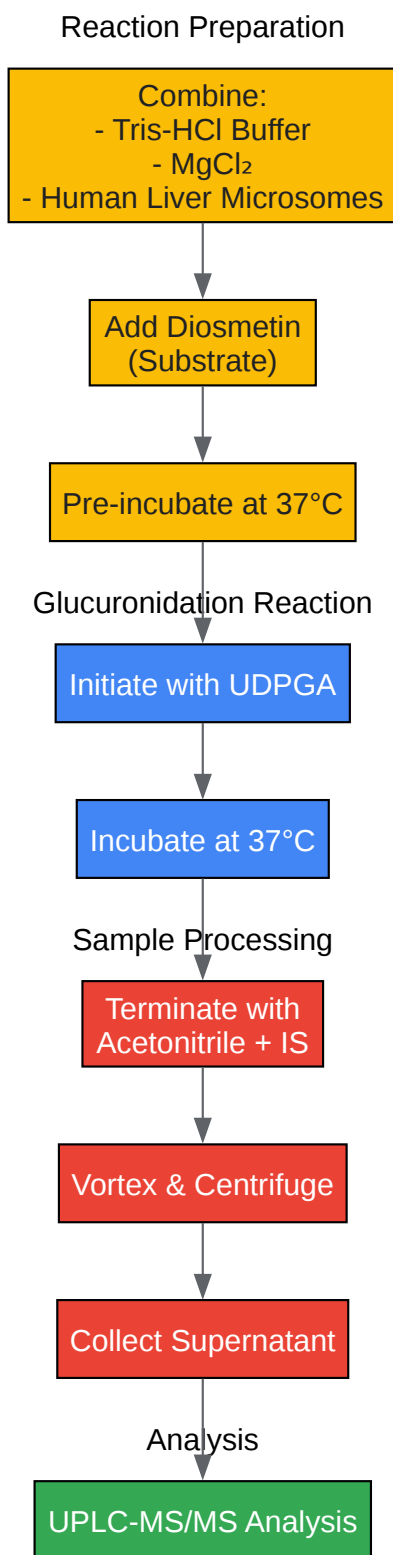 Reaction Preparation
Combine:
- Tris-HCl Buffer
- MgCl₂
- Human Liver Microsomes
Add Diosmetin
(Substrate)
Pre-incubate at 37°C
Glucuronidation Reaction
Initiate with UDPGA
Incubate at 37°C
Sample Processing
Terminate with
Acetonitrile + IS
Vortex & Centrifuge
Collect Supernatant
Analysis
UPLC-MS/MS Analysis